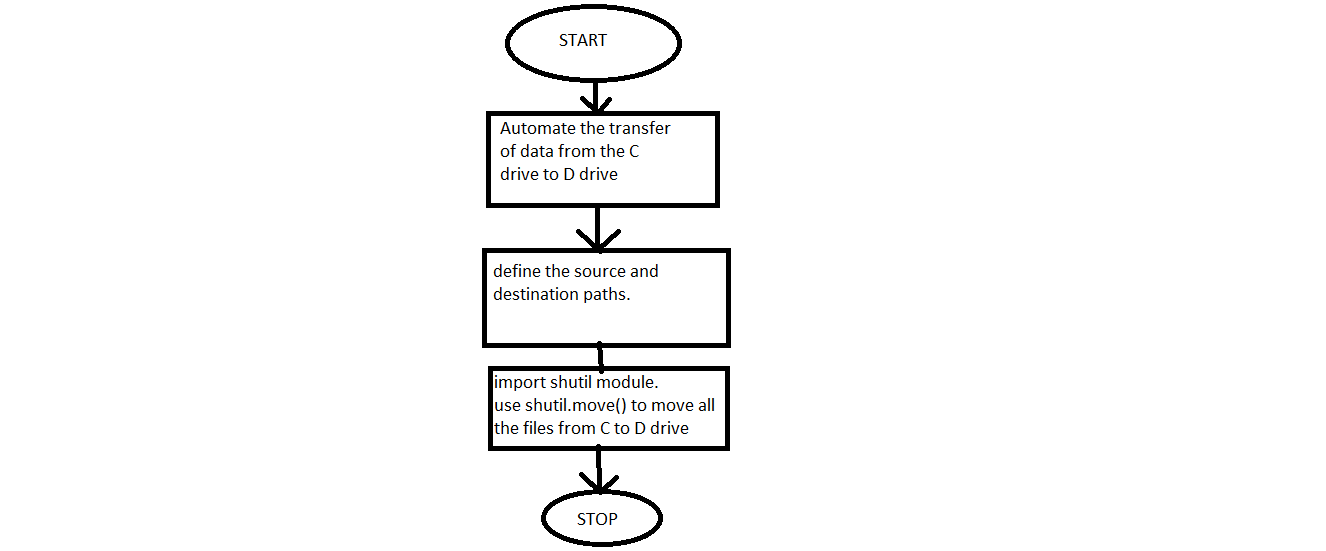 START
Automate the transfer
of data from the C
drive to D drive
define the source and
destination paths.
import shutil module.
use shutil.move() to move all
the files from C to D drive
STOP